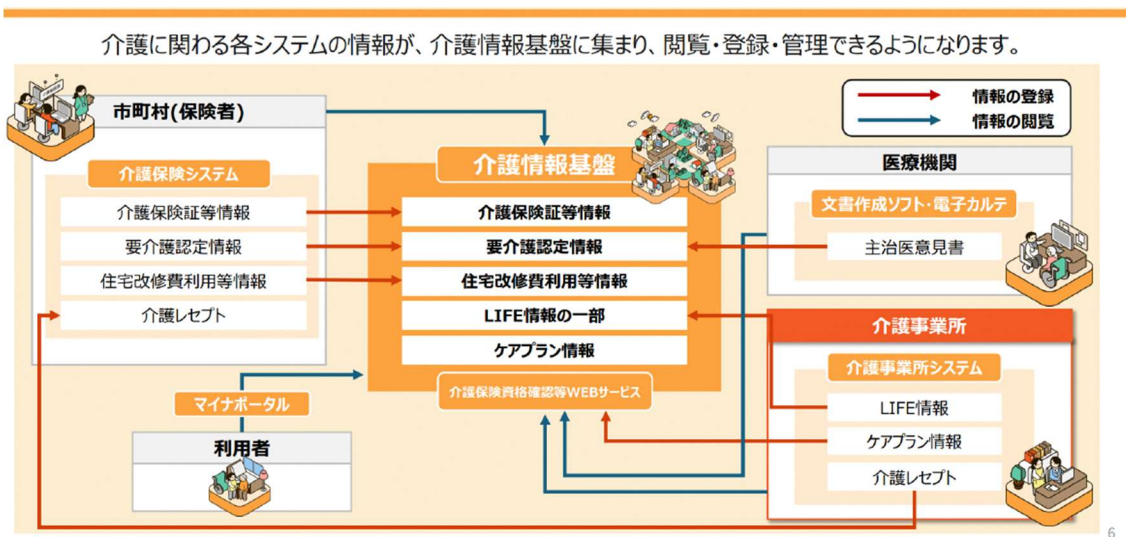 介護に関わる各システムの情報が、介護情報基盤に集まり、閲覧・登録・管理できるようになります。
市町村(保険者)
介護保険システム
介護保険証等情報
要介護認定情報
住宅改修費利用等情報
介護レセプト
介護情報基盤
介護保険証等情報
要介護認定情報
住宅改修費利用等情報
LIFE情報の一部
ケアプラン情報
介護保険資格確認等WEBサービス
情報の登録
情報の閲覧
医療機関
文書作成ソフト・電子カルテ
主治医意見書
介護事業所
介護事業所システム
LIFE情報
ケアプラン情報
介護レセプト
マイナポータル
利用者
6